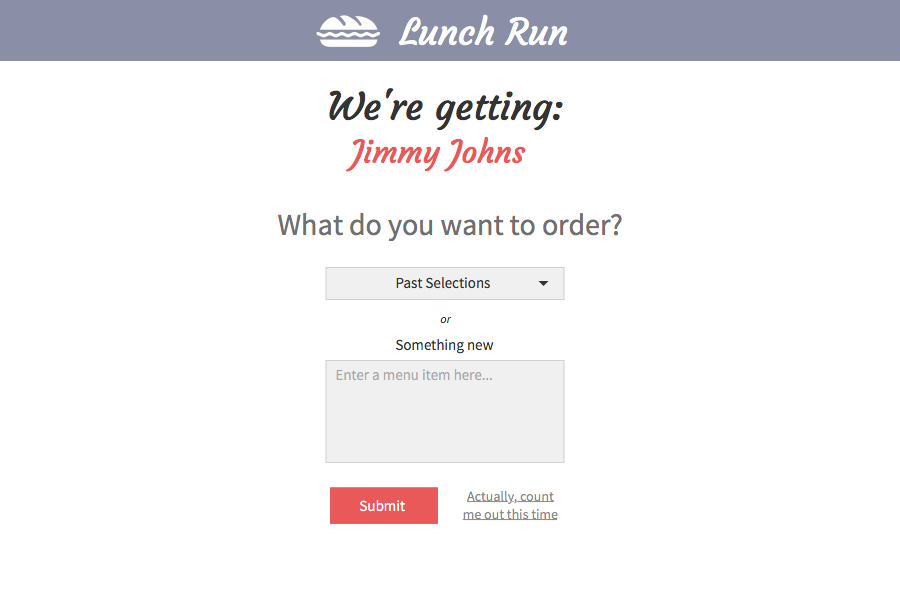 Lunch Run
We're getting:
Jimmy Johns
What do you want to order?
Past Selections
or
Something new
Enter a menu item here...
Submit
Actually, count
me out this time